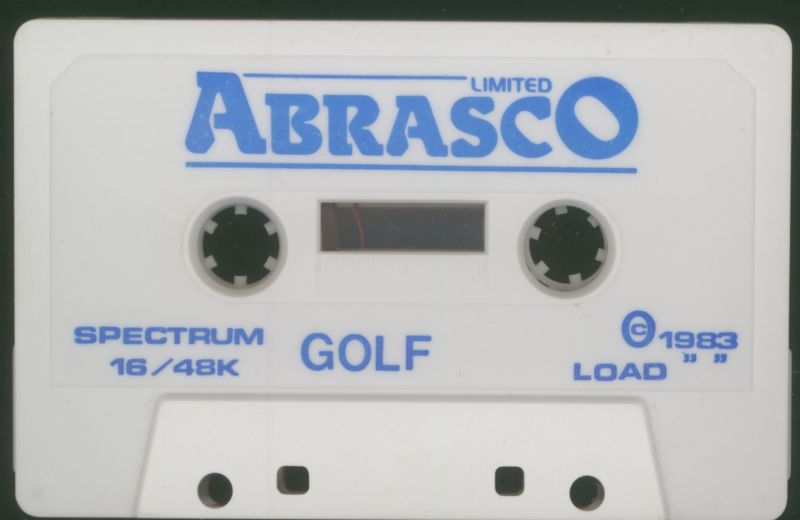 LIMITED
ABRASCO
SPECTRUM
16/48K
GOLF
© 1983
LOAD " "